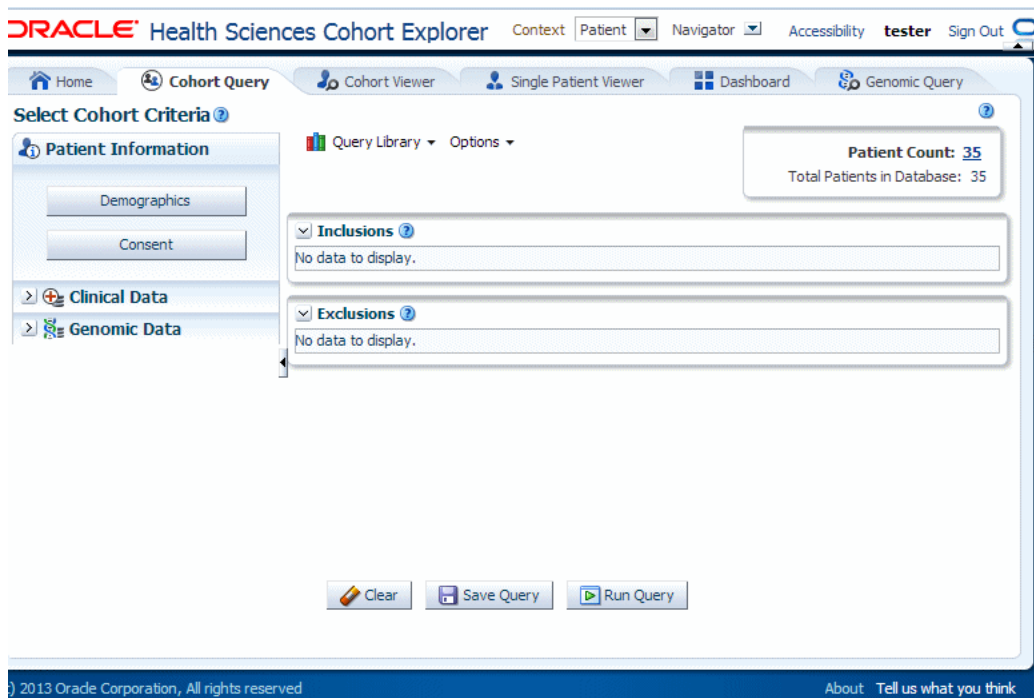 ORACLE Health Sciences Cohort Explorer Context Patient Navigator Accessibility tester Sign Out
Home Cohort Query Cohort Viewer Single Patient Viewer Dashboard Genomic Query
Select Cohort Criteria
Patient Information
Demographics
Consent
Clinical Data
Genomic Data
Query Library Options
Patient Count: 35
Total Patients in Database: 35
Inclusions
No data to display.
Exclusions
No data to display.
Clear Save Query Run Query
) 2013 Oracle Corporation, All rights reserved About Tell us what you think